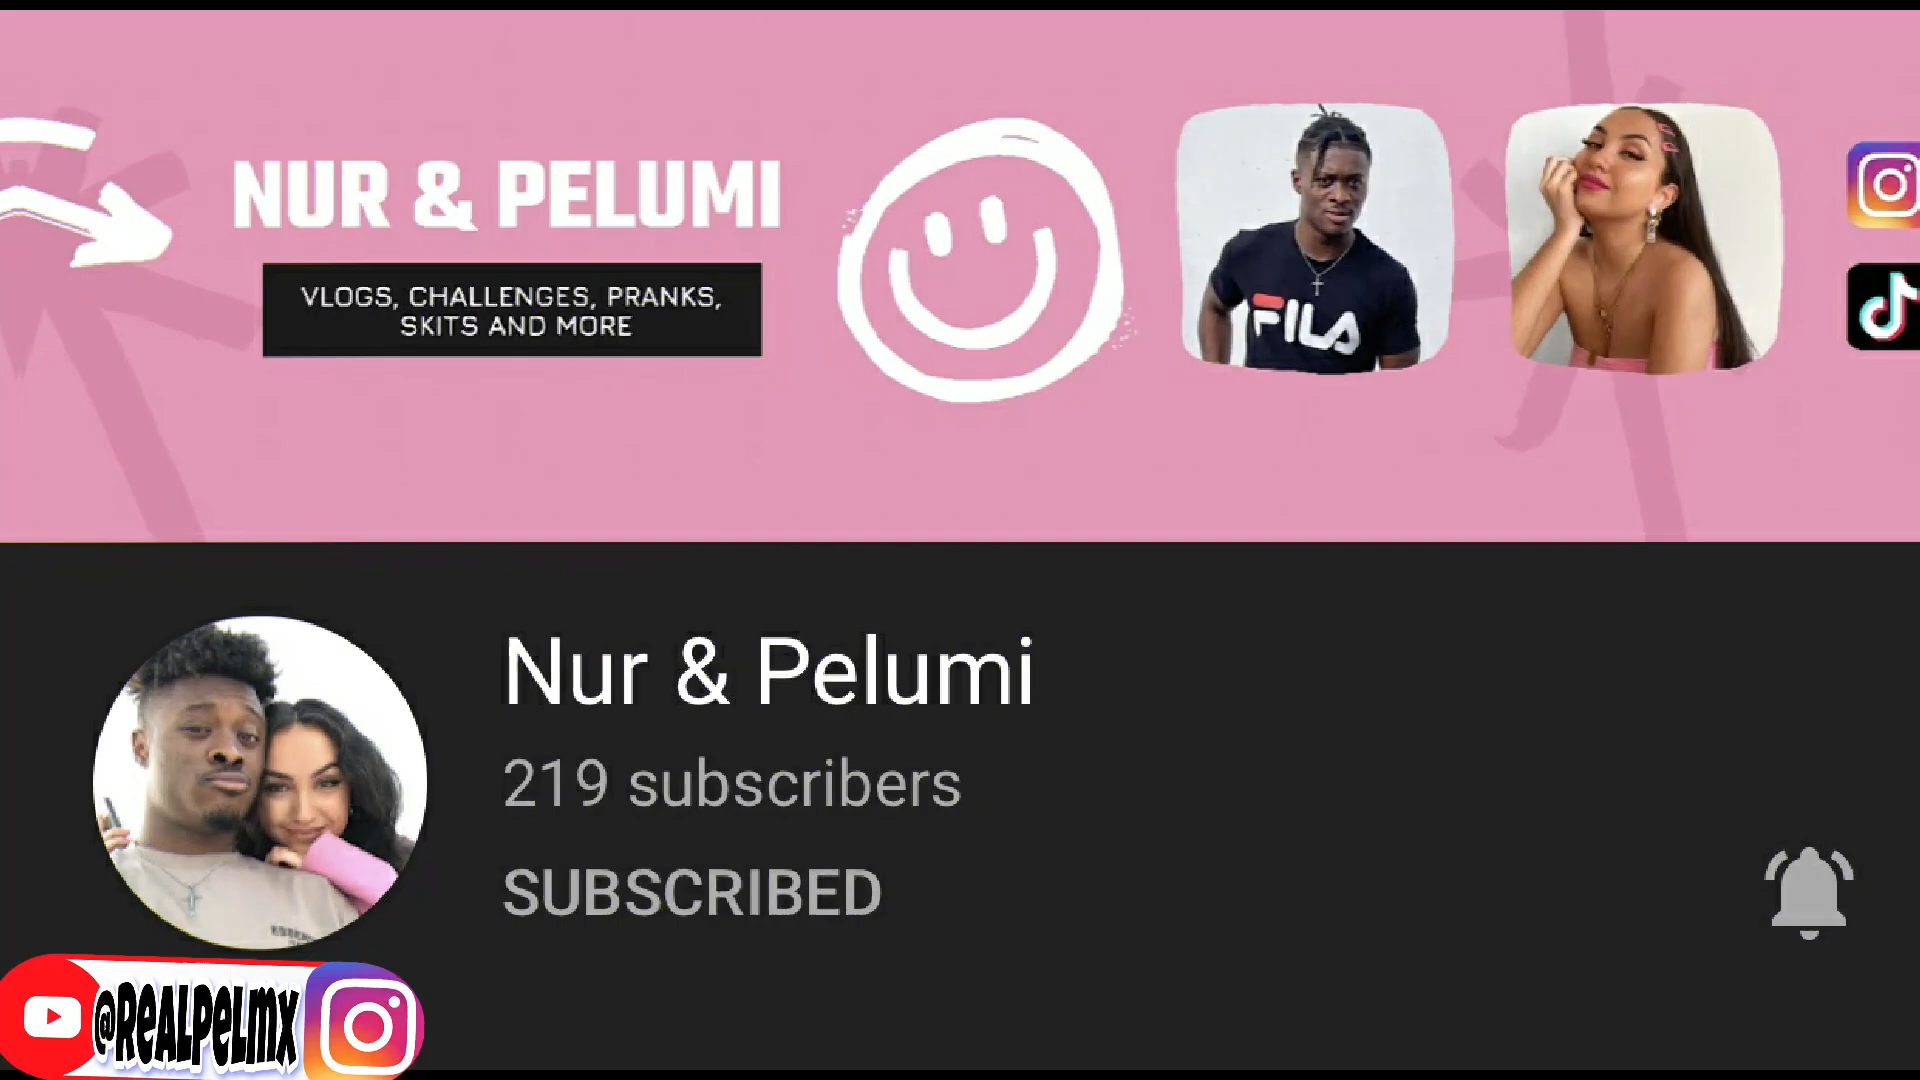 NUR & PELUMI
VLOGS, CHALLENGES, PRANKS,
SKITS AND MORE
FILA
Nur & Pelumi
219 subscribers
SUBSCRIBED
@REALPELMX